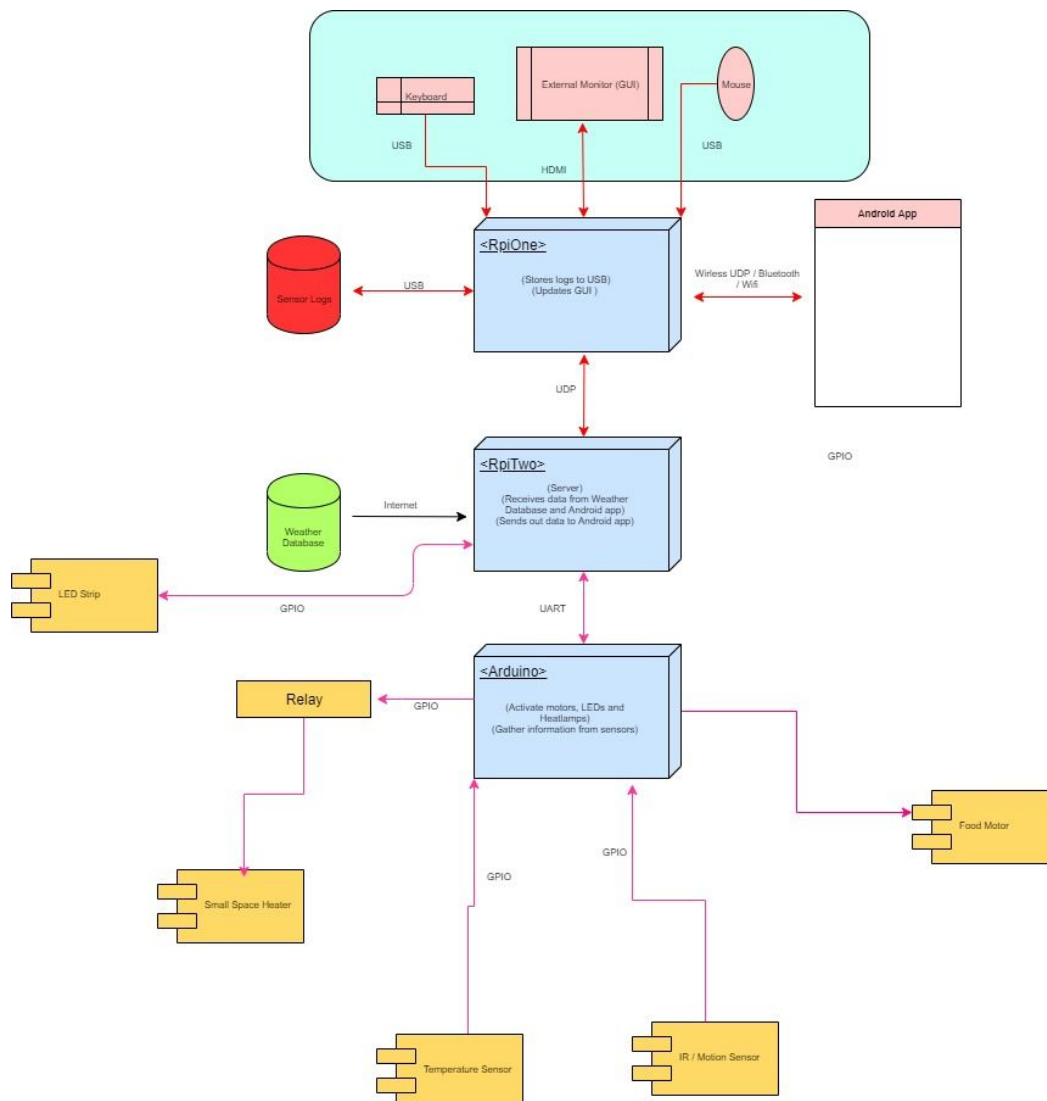 Keyboard
External Monitor (GUI)
Mouse
USB
HDMI
USB
<RpiOne>
(Stores logs to USB)
(Updates GUI )
Sensor Logs
USB
Wirless UDP / Bluetooth
/ Wifi
Android App
UDP
GPIO
<RpiTwo>
(Server)
(Receives data from Weather
Database and Android app)
(Sends out data to Android app)
Internet
Weather
Database
LED Strip
GPIO
UART
<Arduino>
(Activate motors, LEDs and
Heatlamps)
(Gather information from sensors)
Relay
GPIO
Food Motor
GPIO
GPIO
Small Space Heater
Temperature Sensor
IR / Motion Sensor